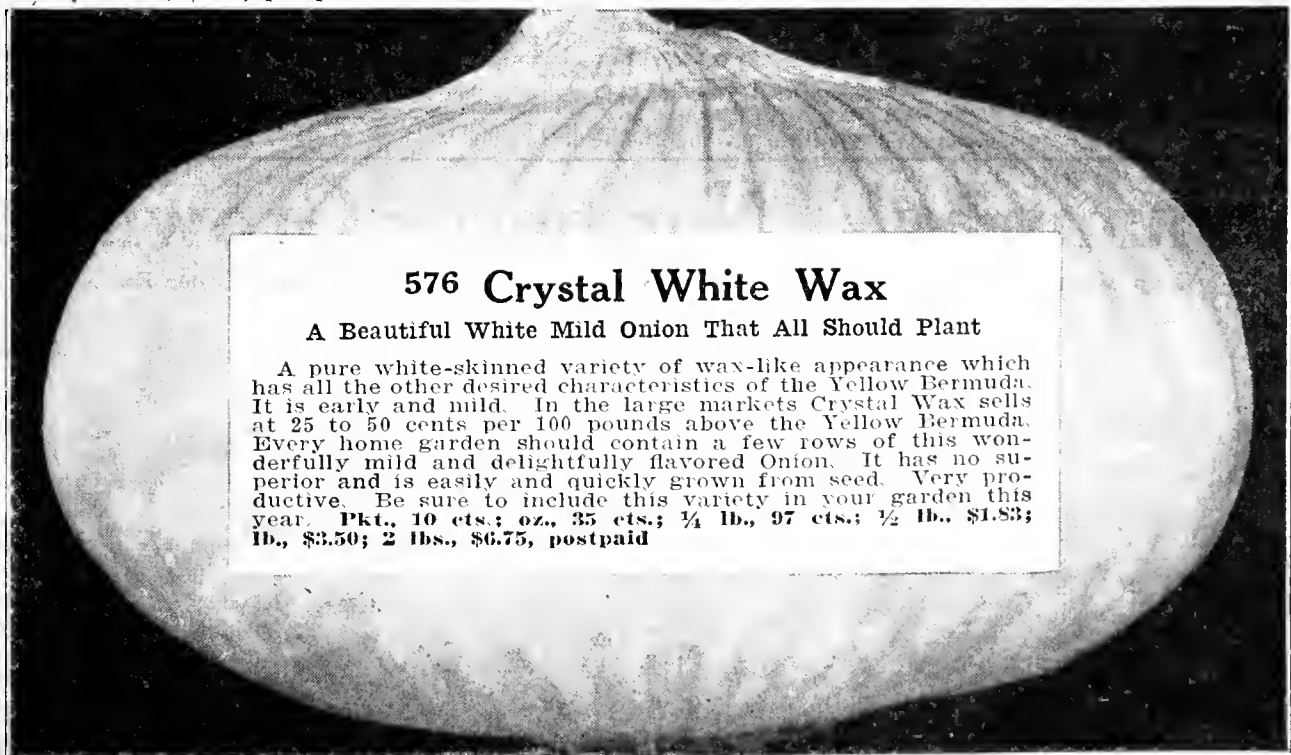 576 Crystal White Wax
A Beautiful White Mild Onion That All Should Plant
A pure white-skinned variety of wax-like appearance which
has all the other desired characteristics of the Yellow Bermuda.
It is early and mild. In the large markets Crystal Wax sells
at 25 to 50 cents per 100 pounds above the Yellow Bermuda.
Every home garden should contain a few rows of this won-
derfully mild and delightfully flavored Onion. It has no su-
perior and is easily and quickly grown from seed. Very pro-
ductive. Be sure to include this variety in your garden this
year. Pkt., 10 cts.; oz., 35 cts.; ¼ lb., 97 cts.; ½ lb., $1.83;
lb., $3.50; 2 lbs., $6.75, postpaid